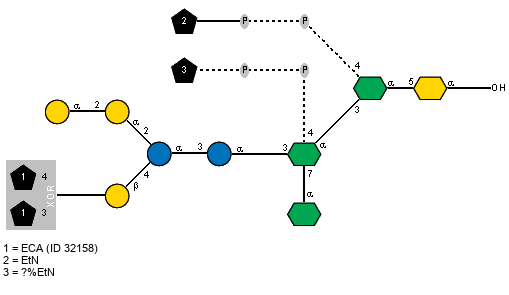 2 P P
3 P P
4
α 5 α OH
3
α 2 α
2
4
α 3 α 3 α
7
4
β
1 4
XOR
1 3
α
1 = ECA (ID 32158)
2 = EtN
3 = ?%EtN